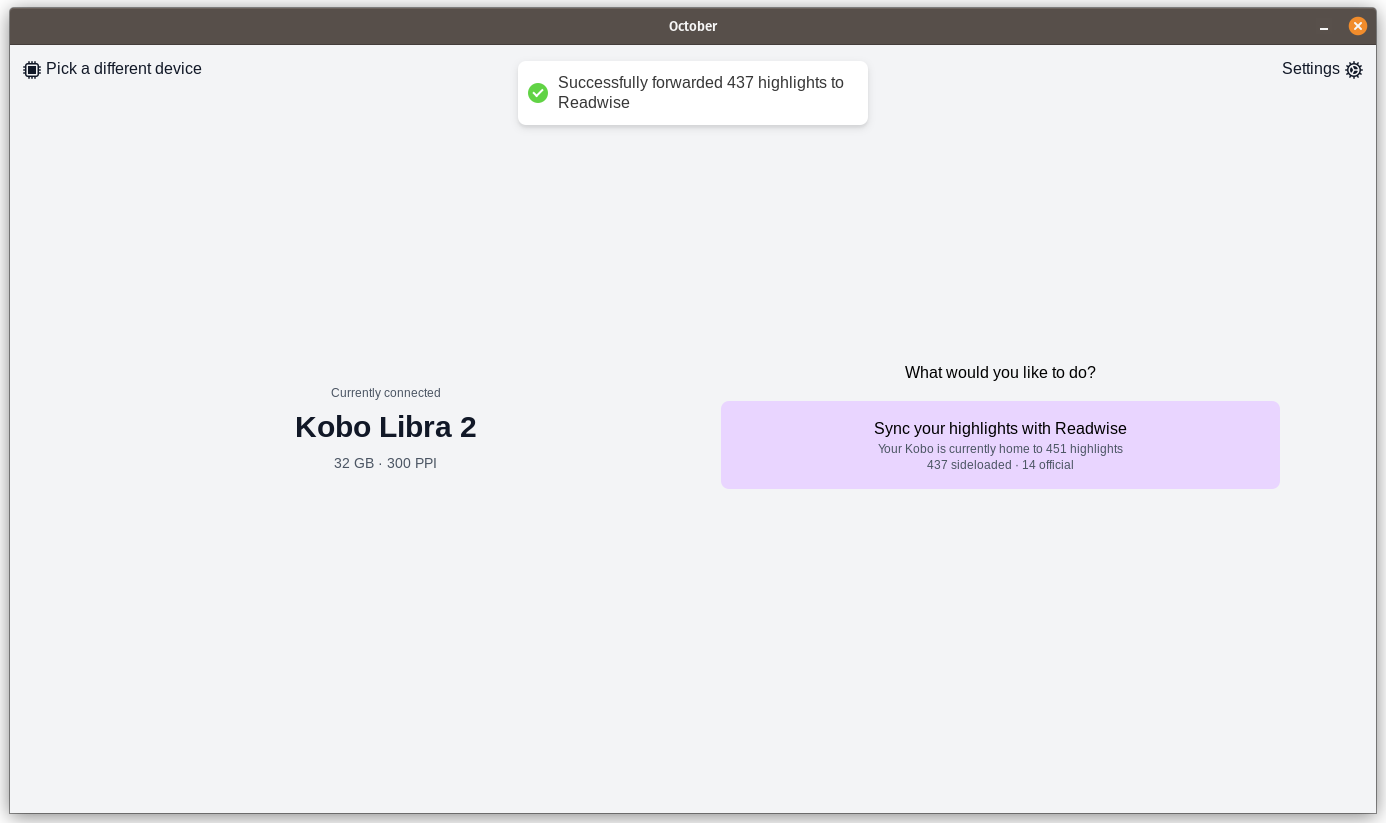 October
Pick a different device
Settings
Successfully forwarded 437 highlights to
Readwise
Currently connected
Kobo Libra 2
32 GB · 300 PPI
What would you like to do?
Sync your highlights with Readwise
Your Kobo is currently home to 451 highlights
437 sideloaded · 14 official